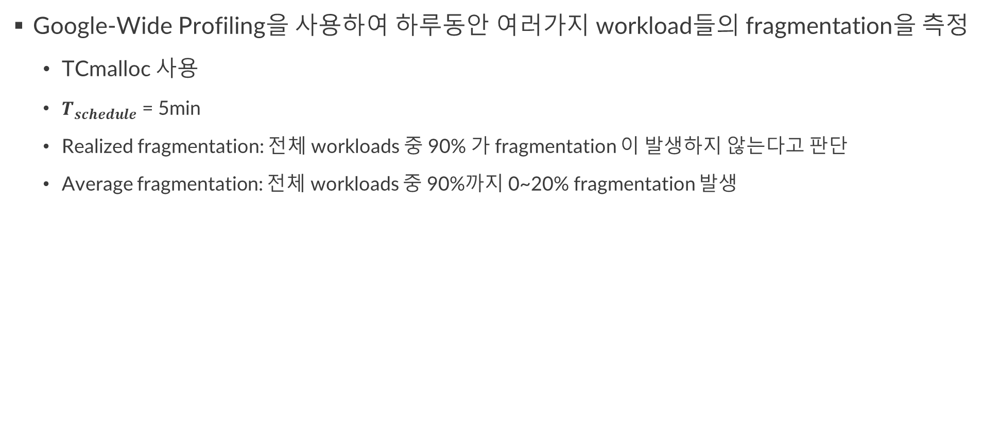 ▪ Google-Wide Profiling을 사용하여 하루동안 여러가지 workload들의 fragmentation을 측정
• TCmalloc 사용
• T_schedule = 5min
• Realized fragmentation: 전체 workloads 중 90% 가 fragmentation 이 발생하지 않는다고 판단
• Average fragmentation: 전체 workloads 중 90%까지 0~20% fragmentation 발생